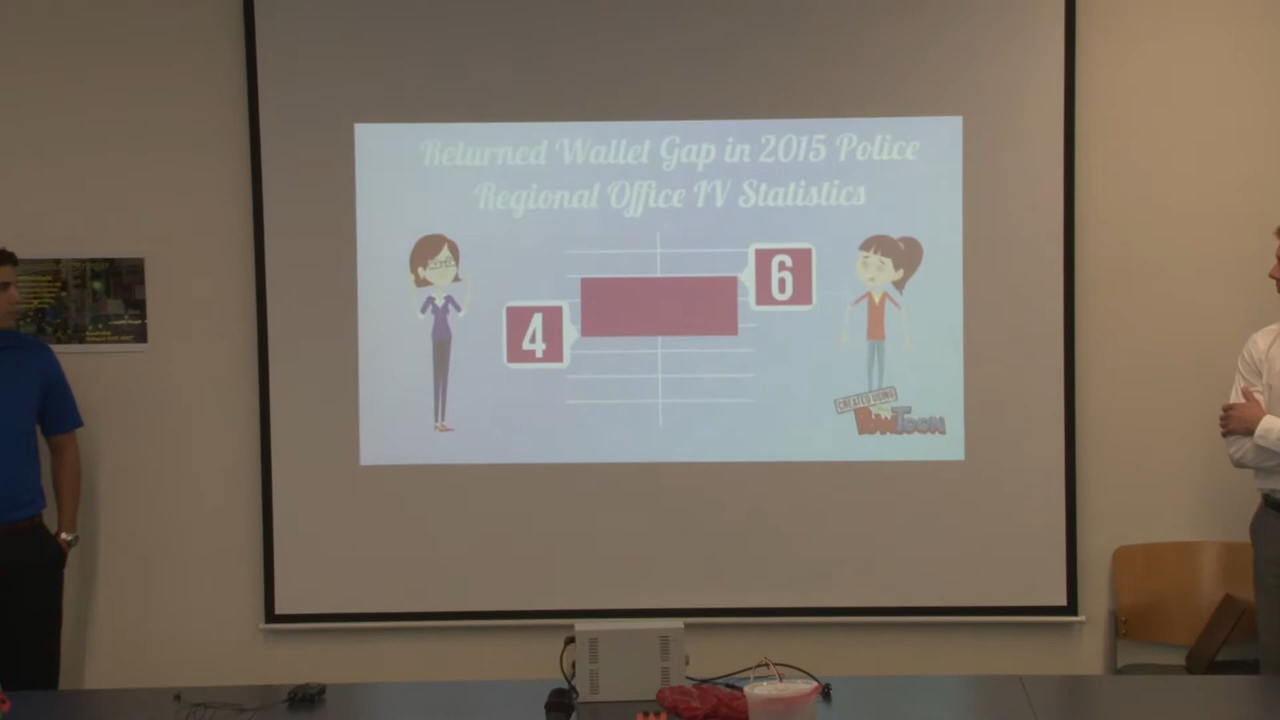 Returned Wallet Gap in 2015 Police
Regional Office IV Statistics
6
4
CREATED USING
PowToon